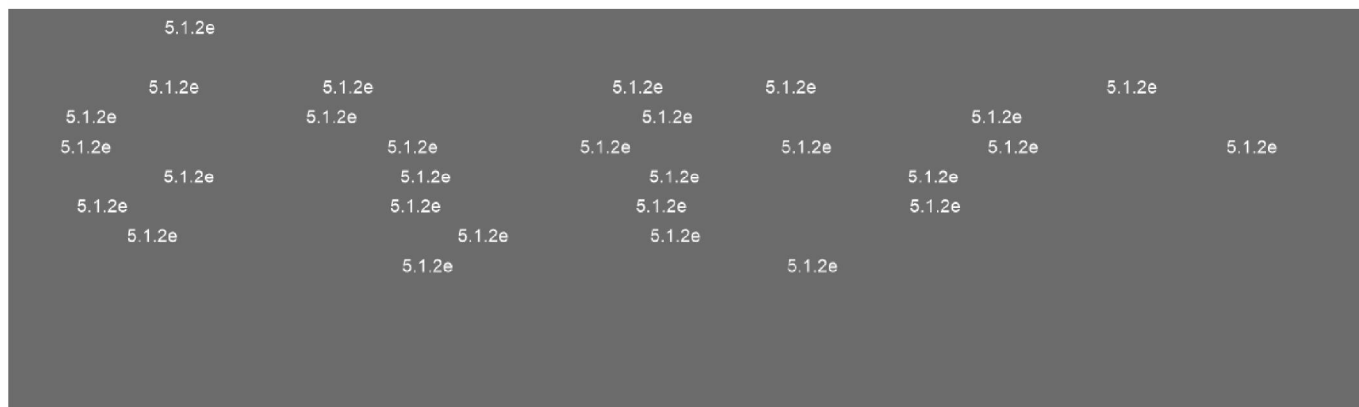 5.1.2e
5.1.2e 5.1.2e 5.1.2e 5.1.2e 5.1.2e
5.1.2e 5.1.2e 5.1.2e 5.1.2e
5.1.2e 5.1.2e 5.1.2e 5.1.2e 5.1.2e 5.1.2e
5.1.2e 5.1.2e 5.1.2e 5.1.2e
5.1.2e 5.1.2e 5.1.2e 5.1.2e
5.1.2e 5.1.2e 5.1.2e
5.1.2e 5.1.2e